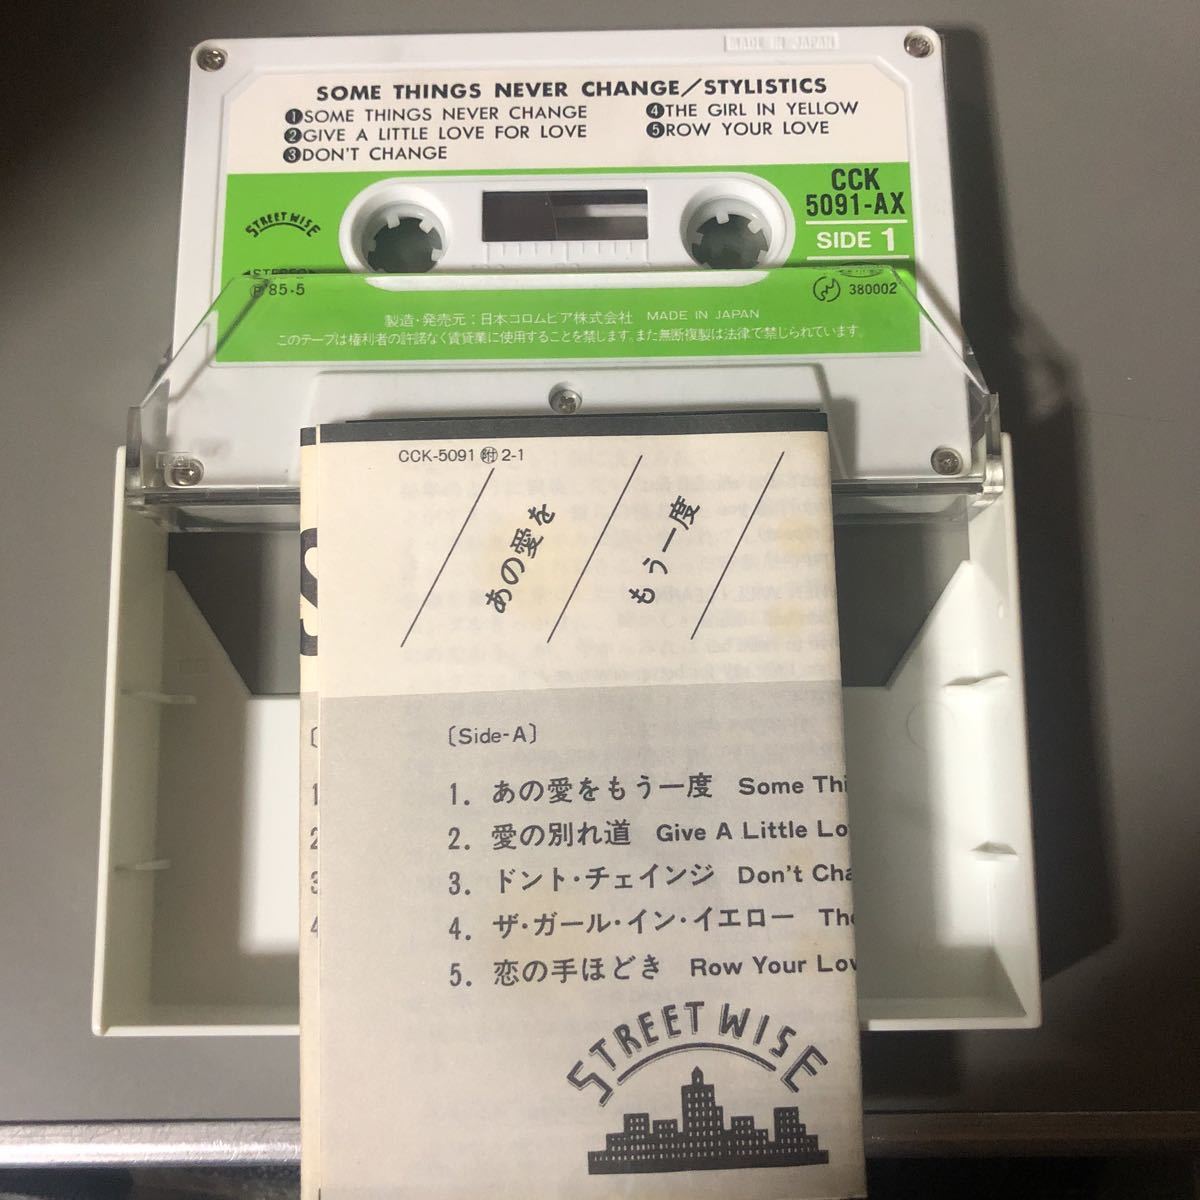 MADE IN JAPAN
SOME THINGS NEVER CHANGE/STYLISTICS
❶SOME THINGS NEVER CHANGE
❷GIVE A LITTLE LOVE FOR LOVE
❸DON'T CHANGE
❹THE GIRL IN YELLOW
❺ROW YOUR LOVE
CCK
5091-AX
SIDE 1
STREET WISE
STEREO
Ⓟ'85・5
380002
製造・発売元：日本コロムビア株式会社 MADE IN JAPAN
このテープは権利者の許諾なく賃貸業に使用することを禁じます。また無断複製は法律で禁じられています。
CCK-5091 ㊟ 2-1
あの愛を
もう一度
〔Side-A〕
1. あの愛をもう一度 Some Thi
2. 愛の別れ道 Give A Little Lo
3. ドント・チェインジ Don't Cha
4. ザ・ガール・イン・イエロー The
5. 恋の手ほどき Row Your Lov
STREET WISE